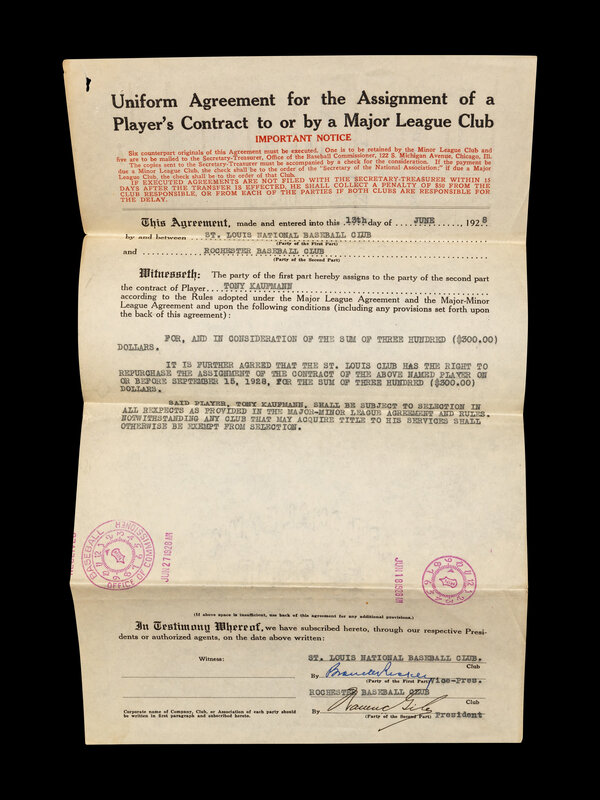 Uniform Agreement for the Assignment of a
Player's Contract to or by a Major League Club
IMPORTANT NOTICE
Six counterpart originals of this Agreement must be executed. One is to be retained by the Minor League Club and
five are to be mailed to the Secretary-Treasurer, Office of the Baseball Commissioner, 122 S. Michigan Avenue, Chicago, Ill.
The copies sent to the Secretary-Treasurer must be accompanied by a check for the consideration. If the payment be
due a Minor League Club, the check shall be to the order of the "Secretary of the National Association;" if due a Major
League Club, the check shall be to the order of that Club.
IF EXECUTED AGREEMENTS ARE NOT FILED WITH THE SECRETARY-TREASURER WITHIN 15
DAYS AFTER THE TRANSFER IS EFFECTED, HE SHALL COLLECT A PENALTY OF $50 FROM THE
CLUB RESPONSIBLE, OR FROM EACH OF THE PARTIES IF BOTH CLUBS ARE RESPONSIBLE FOR
THE DELAY.
This Agreement, made and entered into this 13th day of JUNE, 1928
by and between ST. LOUIS NATIONAL BASEBALL CLUB
(Party of the First Part)
and ROCHESTER BASEBALL CLUB
(Party of the Second Part)
Witnesseth: The party of the first part hereby assigns to the party of the second part
the contract of Player TONY KAUFMANN
according to the Rules adopted under the Major League Agreement and the Major-Minor
League Agreement and upon the following conditions (including any provisions set forth upon
the back of this agreement):
FOR, AND IN CONSIDERATION OF THE SUM OF THREE HUNDRED ($300.00)
DOLLARS.
IT IS FURTHER AGREED THAT THE ST. LOUIS CLUB HAS THE RIGHT TO
REPURCHASE THE ASSIGNMENT OF THE CONTRACT OF THE ABOVE NAMED PLAYER ON
OR BEFORE SEPTEMBER 15, 1928, FOR THE SUM OF THREE HUNDRED ($300.00)
DOLLARS.
SAID PLAYER, TONY KAUFMANN, SHALL BE SUBJECT TO SELECTION IN
ALL REXPECTS AS PROVIDED IN THE MAJOR-MINOR LEAGUE AGREEMENT AND RULES.
NOTWITHSTANDING ANY CLUB THAT MAY ACQUIRE TITLE TO HIS SERVICES SHALL
OTHERWISE BE EXEMPT FROM SELECTION.
RECEIVED
BASEBALL
OFFICE OF COMMISSIONER
JUN 27 1928 AM
JUN 18 1928 AM
(If above space is insufficient, use back of this agreement for any additional provisions.)
In Testimony Whereof, we have subscribed hereto, through our respective Presi-
dents or authorized agents, on the date above written:
Witness:
ST. LOUIS NATIONAL BASEBALL CLUB.
Club
By Branch Rickey Vice-Pres.
(Party of the First Part)
ROCHESTER BASEBALL CLUB
Club
Corporate name of Company, Club, or Association of each party should
be written in first paragraph and subscribed hereto.
By Warren Giles President
(Party of the Second Part)